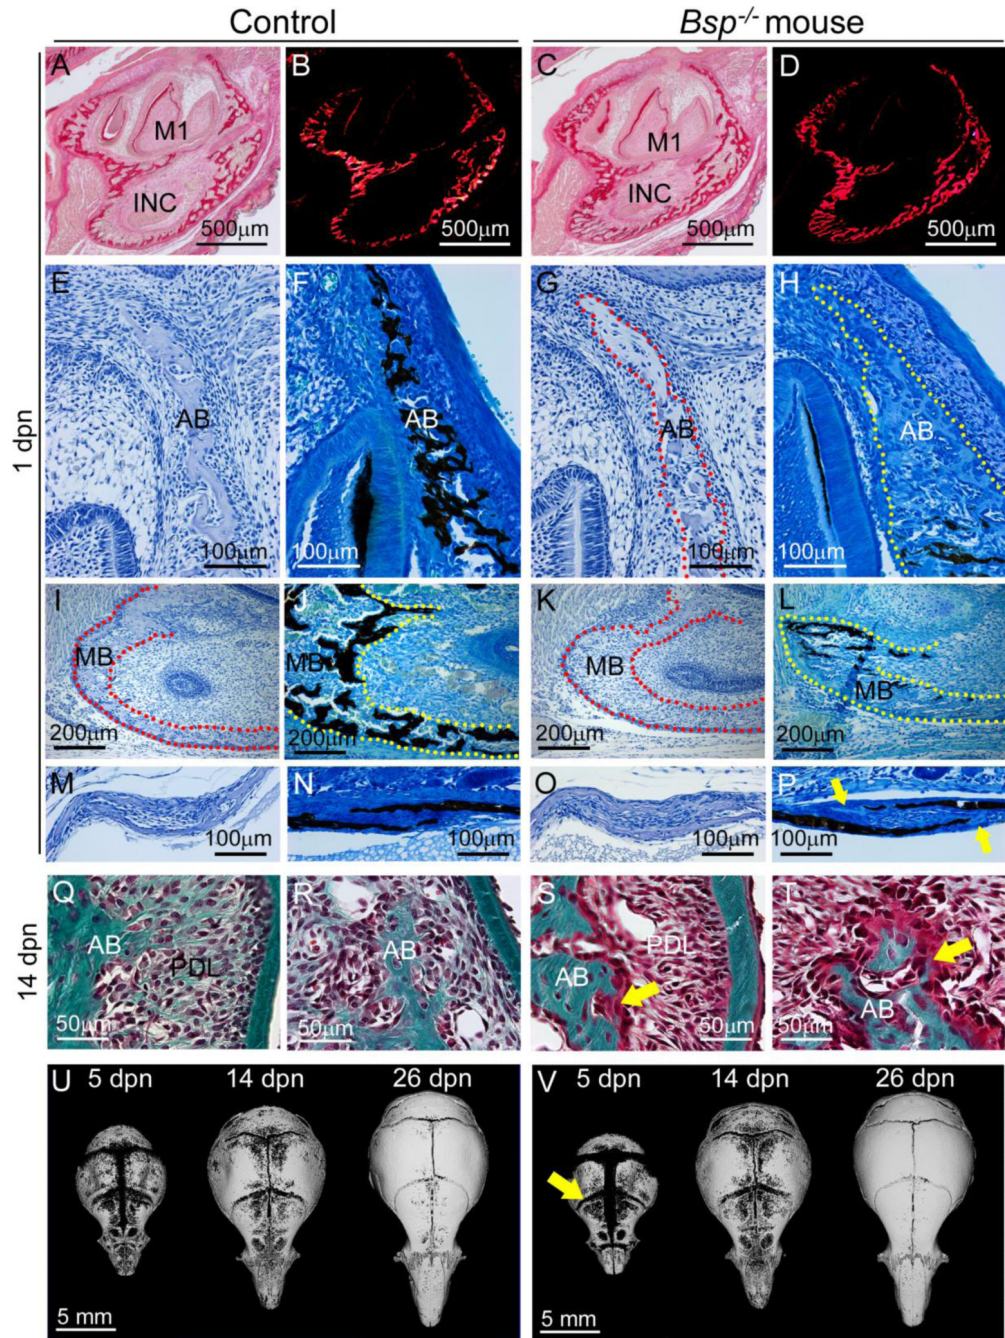 Control
Bsp-/- mouse
1 dpn
A
M1
INC
500μm
B
500μm
C
M1
INC
500μm
D
500μm
E
AB
100μm
F
AB
100μm
G
AB
100μm
H
AB
100μm
I
MB
200μm
J
MB
200μm
K
MB
200μm
L
MB
200μm
M
100μm
N
100μm
O
100μm
P
100μm
14 dpn
Q
AB
PDL
50μm
R
AB
50μm
S
PDL
AB
50μm
T
AB
50μm
U
5 dpn
14 dpn
26 dpn
5 mm
V
5 dpn
14 dpn
26 dpn
5 mm